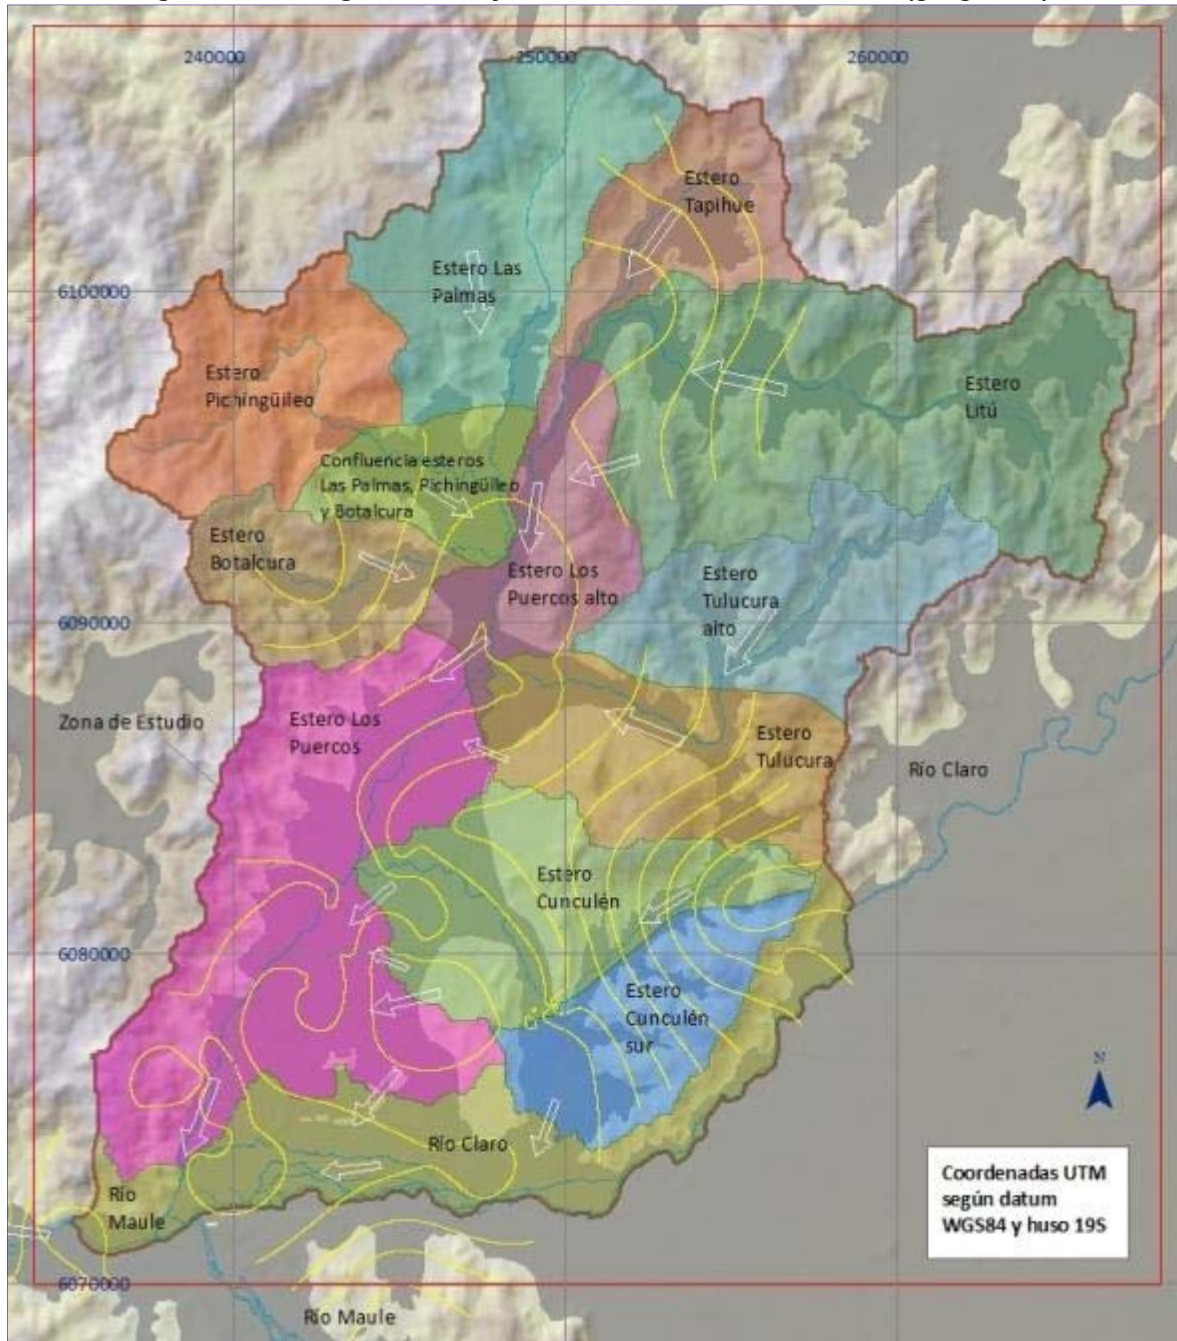 240000
250000
260000
Estero
Tapihue
Estero Las
Palmas
6100000
Estero
Pichingüileo
Estero
Litú
Confluencia esteros
Las Palmas, Pichingüileo
y Botalcura
Estero
Botalcura
Estero Los
Puercos alto
Estero
Tulucura
alto
6090000
Zona de Estudio
Estero Los
Puercos
Estero
Tulucura
Río Claro
Estero
Cunculén
6080000
Estero
Cunculén
sur
N
Río Claro
Río
Maule
Coordenadas UTM
según datum
WGS84 y huso 19S
6070000
Río Maule